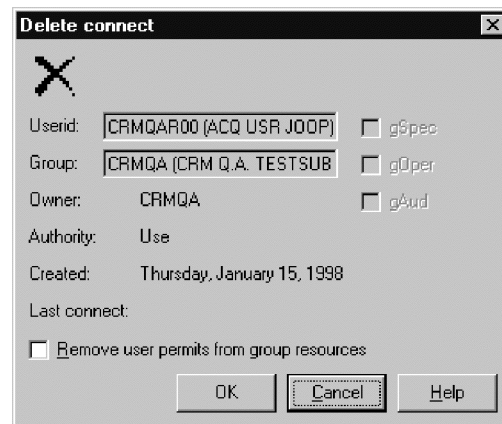 Delete connect
Userid: CRMQAR00 (ACQ USR JOOP) gSpec
Group: CRMQA (CRM Q.A. TESTSUB gOper
Owner: CRMQA gAud
Authority: Use
Created: Thursday, January 15, 1998
Last connect:
Remove user permits from group resources
OK Cancel Help